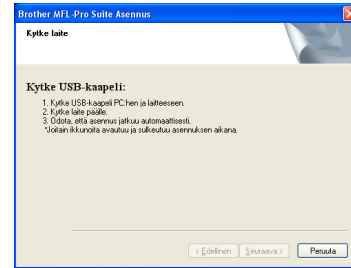 Brother MFL-Pro Suite Asennus
Kytke laite
Kytke USB-kaapeli:
1. Kytke USB-kaapeli PC:hen ja laitteeseen.
2. Kytke laite päälle.
3. Odota, että asennus jatkuu automaattisesti.
*Joitain ikkunoita avautuu ja sulkeutuu asennuksen aikana.
< Edellinen Seuraava > Peruuta